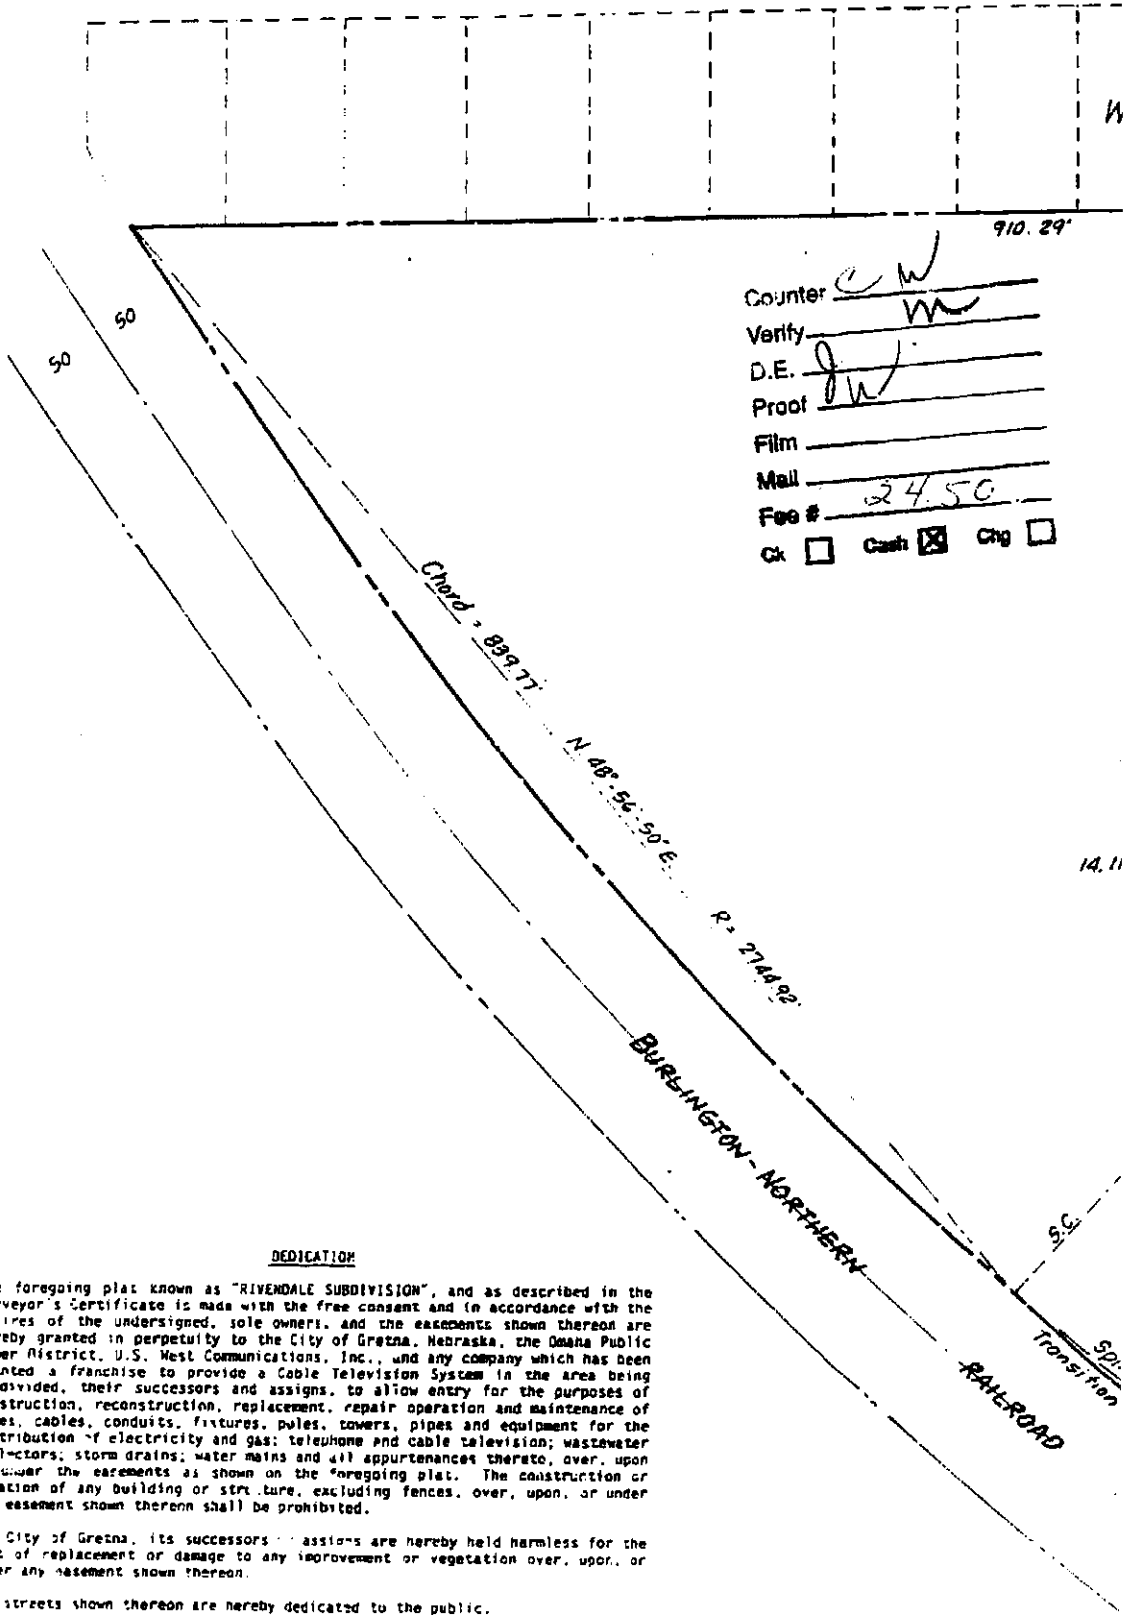 W
910.29'
50
50
Counter CW
Verify m
D.E.
Proof JW
Film
Mail
Fee # 24.50
Ck Cash Chg
Chord = 839.77'
N. 48°-56'-50"E.
R= 2744.92'
14.11
BURLINGTON-NORTHERN
RAILROAD
S.C.
Spi
Transition
DEDICATION
foregoing plat known as "RIVENDALE SUBDIVISION", and as described in the
veyor's Certificate is made with the free consent and in accordance with the
ires of the undersigned, sole owners, and the easements shown thereon are
eby granted in perpetuity to the City of Gretna, Nebraska, the Omaha Public
er District, U.S. West Communications, Inc., and any company which has been
nted a franchise to provide a Cable Television System in the area being
divided, their successors and assigns, to allow entry for the purposes of
struction, reconstruction, replacement, repair operation and maintenance of
es, cables, conduits, fixtures, poles, towers, pipes and equipment for the
tribution of electricity and gas; telephone and cable television; wastewater
lectors; storm drains; water mains and all appurtenances thereto, over, upon
under the easements as shown on the foregoing plat. The construction or
ation of any building or structure, excluding fences, over, upon, or under
easement shown thereon shall be prohibited.
City of Gretna, its successors assigns are hereby held harmless for the
t of replacement or damage to any improvement or vegetation over, upon, or
er any easement shown thereon.
streets shown thereon are hereby dedicated to the public.